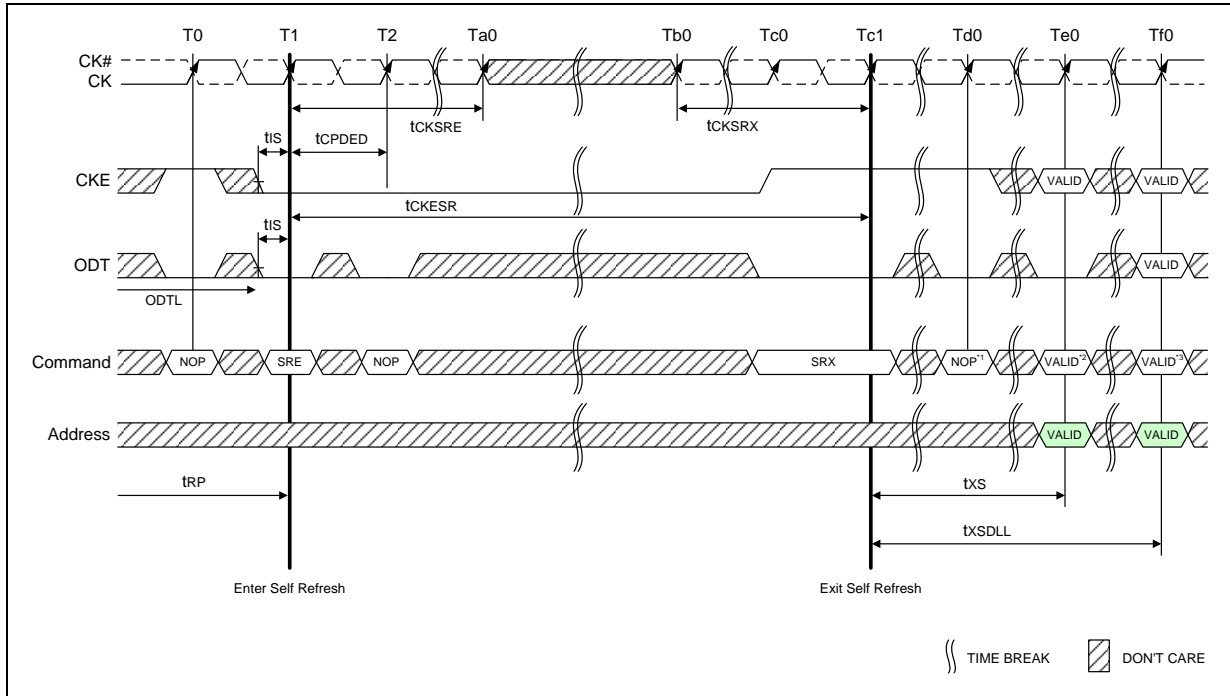 T0 T1 T2 Ta0 Tb0 Tc0 Tc1 Td0 Te0 Tf0
CK#
CK
tCKSRE tCKSRX
tIS tCPDED
CKE VALID VALID
tCKESR
tIS
ODT VALID
ODTL
Command NOP SRE NOP SRX NOP*1 VALID*2 VALID*3
Address VALID VALID
tRP tXS
tXSDLL
Enter Self Refresh Exit Self Refresh
TIME BREAK DON'T CARE